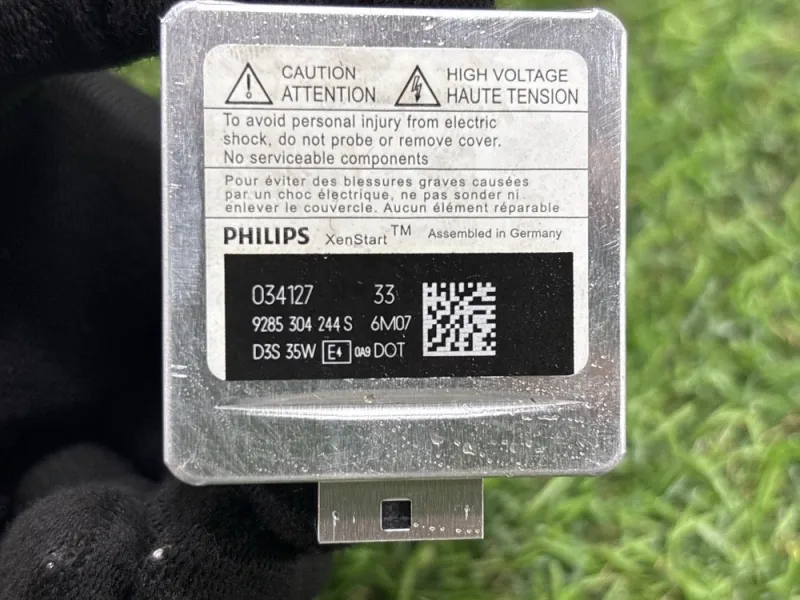 CAUTION
ATTENTION
HIGH VOLTAGE
HAUTE TENSION
To avoid personal injury from electric
shock, do not probe or remove cover.
No serviceable components
Pour éviter des blessures graves causées
par un choc électrique, ne pas sonder ni
enlever le couvercle. Aucun élément réparable
PHILIPS XenStart™ Assembled in Germany
034127 33
9285 304 244 S 6M07
D3S 35W E4 0A9 DOT